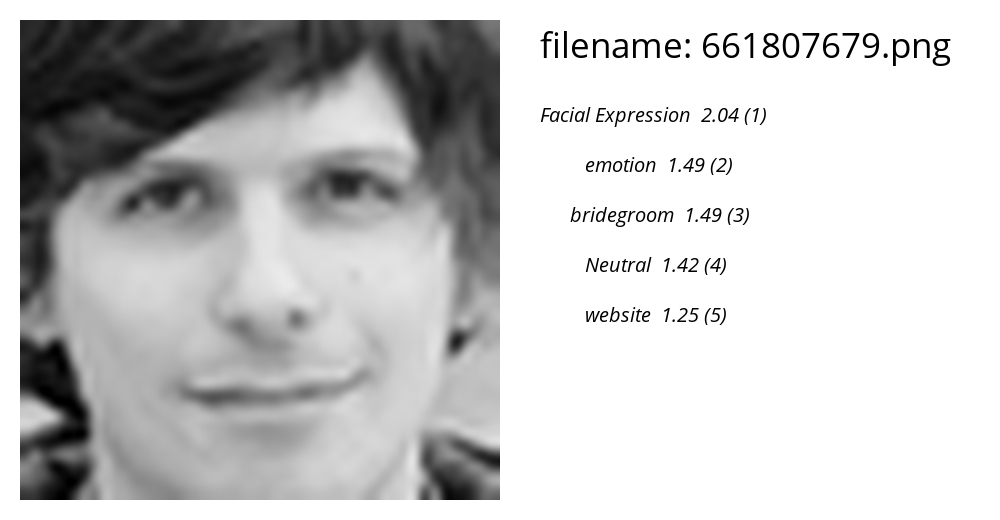 filename: 661807679.png
Facial Expression 2.04 (1)
emotion 1.49 (2)
bridegroom 1.49 (3)
Neutral 1.42 (4)
website 1.25 (5)